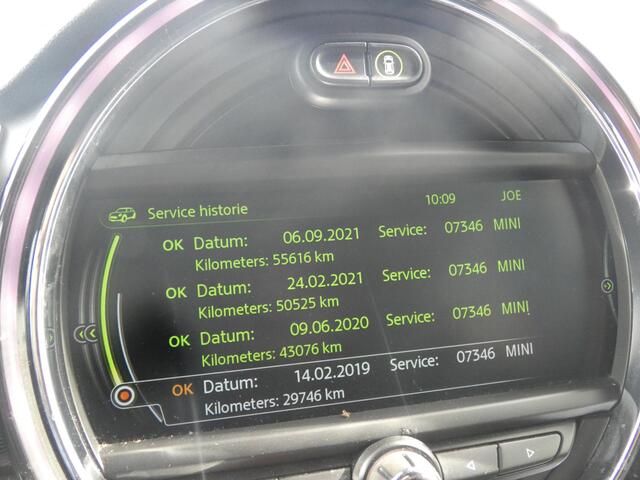 Service historie 10:09 JOE
OK Datum: 06.09.2021 Service: 07346 MINI
Kilometers: 55616 km
OK Datum: 24.02.2021 Service: 07346 MINI
Kilometers: 50525 km
OK Datum: 09.06.2020 Service: 07346 MINI
Kilometers: 43076 km
OK Datum: 14.02.2019 Service: 07346 MINI
Kilometers: 29746 km